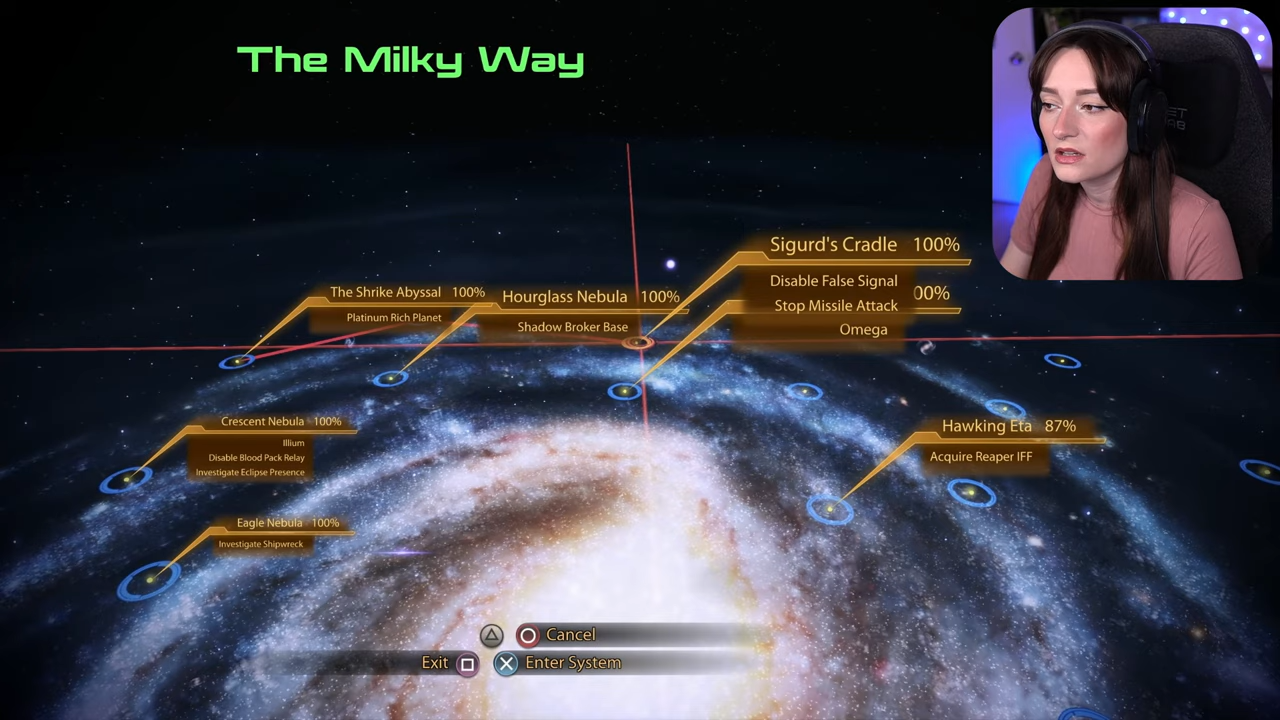 The Milky Way
Sigurd's Cradle 100%
Disable False Signal
Stop Missile Attack
00%
Omega
The Shrike Abyssal 100%
Platinum Rich Planet
Hourglass Nebula 100%
Shadow Broker Base
Crescent Nebula 100%
Illium
Disable Blood Pack Relay
Investigate Eclipse Presence
Hawking Eta 87%
Acquire Reaper IFF
Eagle Nebula 100%
Investigate Shipwreck
Cancel
Exit
Enter System